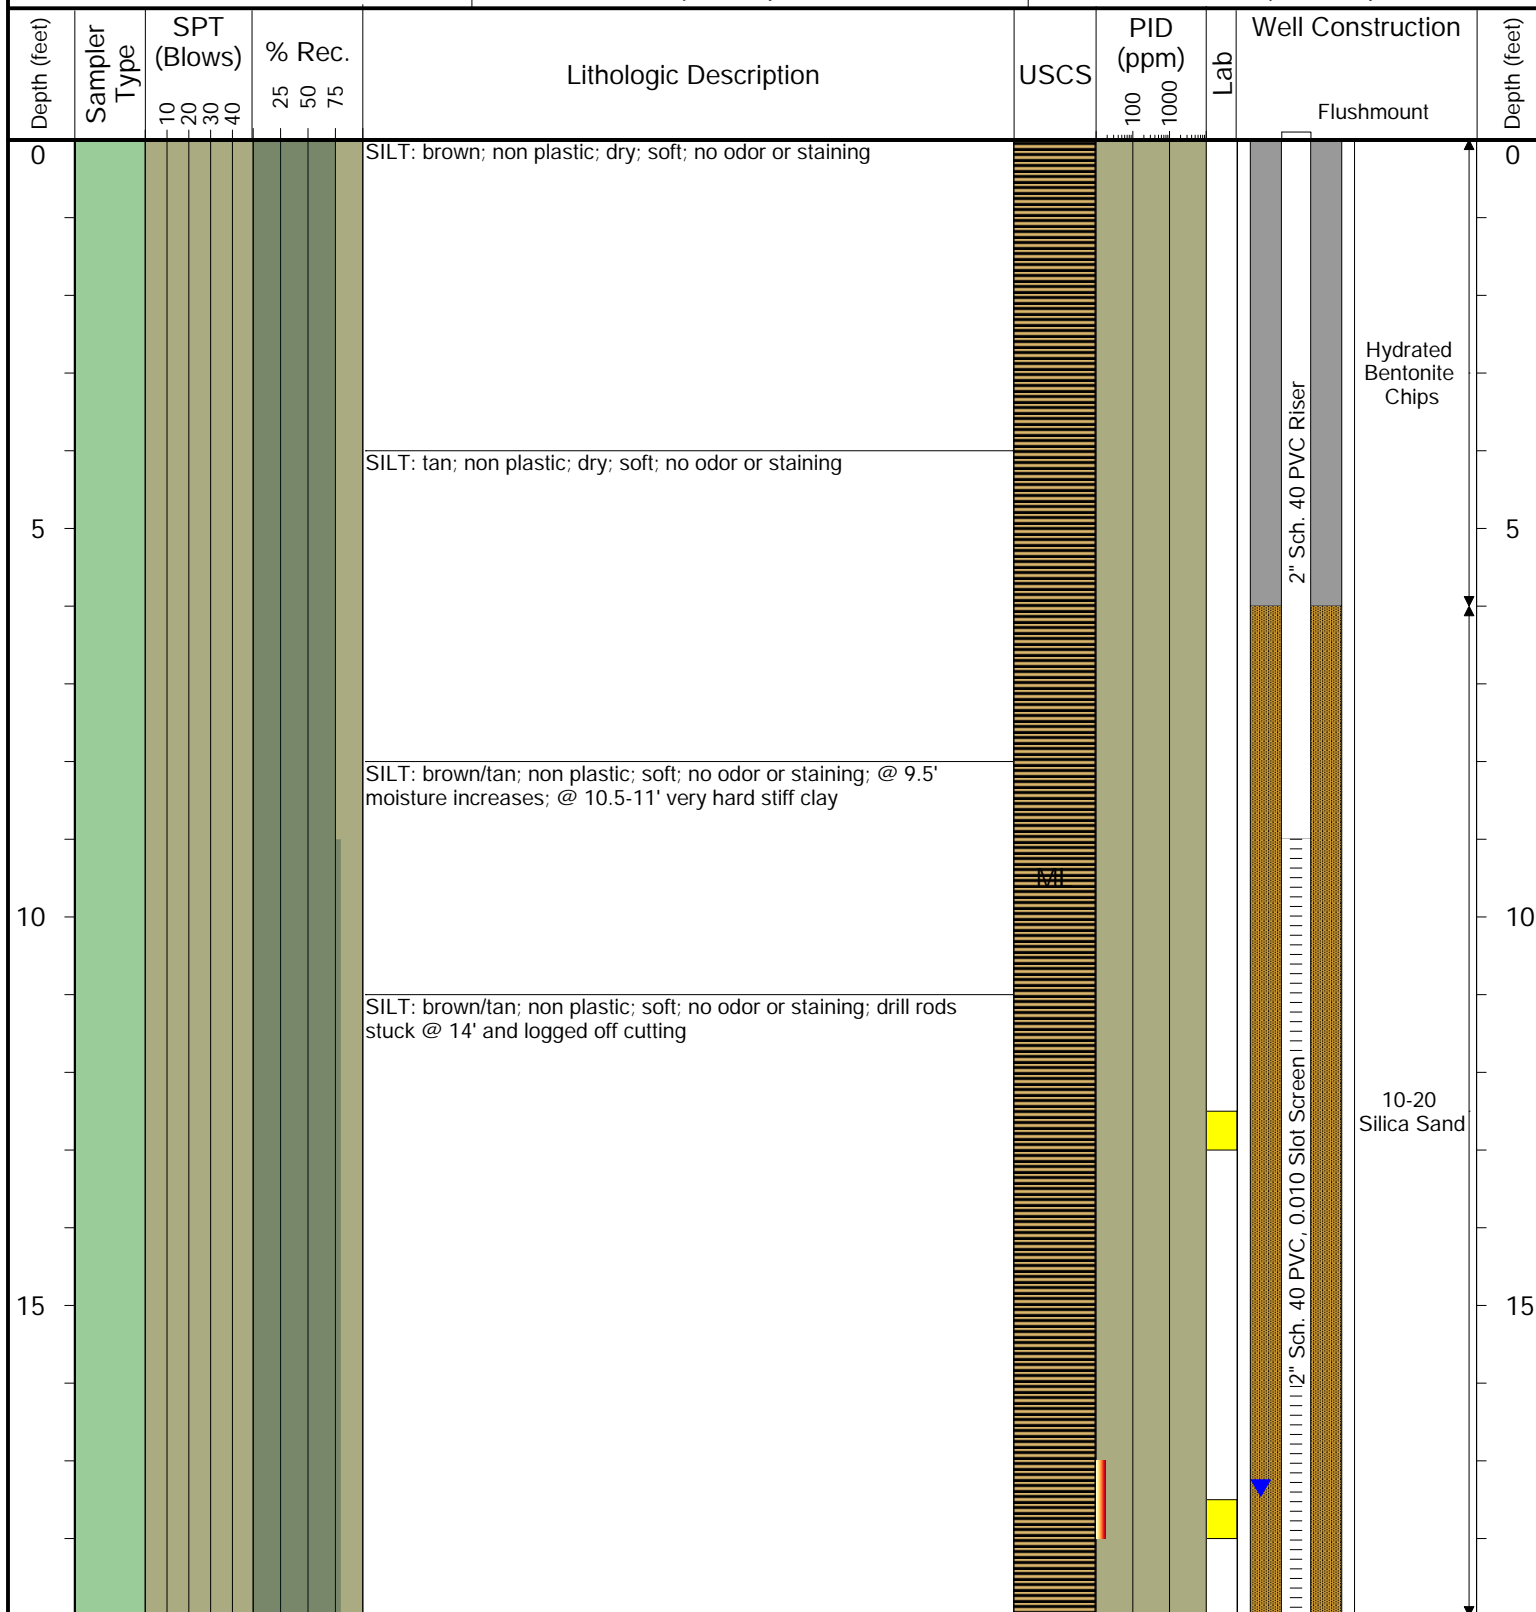 Depth (feet)
Sampler
Type
SPT
(Blows)
10
20
30
40
% Rec.
25
50
75
Lithologic Description
USCS
PID
(ppm)
100
1000
Lab
Well Construction
Flushmount
Depth (feet)
0
SILT: brown; non plastic; dry; soft; no odor or staining
0
Hydrated
Bentonite
Chips
2" Sch. 40 PVC Riser
SILT: tan; non plastic; dry; soft; no odor or staining
5
5
SILT: brown/tan; non plastic; soft; no odor or staining; @ 9.5'
moisture increases; @ 10.5-11' very hard stiff clay
ML
10
10
SILT: brown/tan; non plastic; soft; no odor or staining; drill rods
stuck @ 14' and logged off cutting
2" Sch. 40 PVC, 0.010 Slot Screen
10-20
Silica Sand
15
15